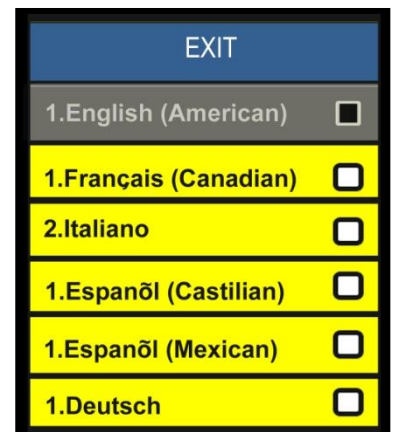 EXIT
1.English (American)
1.Français (Canadian)
2.Italiano
1.Espanõl (Castilian)
1.Espanõl (Mexican)
1.Deutsch